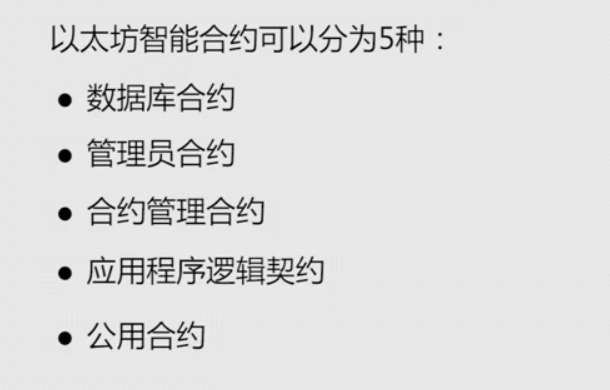 以太坊智能合约可以分为5种：
● 数据库合约
● 管理员合约
● 合约管理合约
● 应用程序逻辑契约
● 公用合约